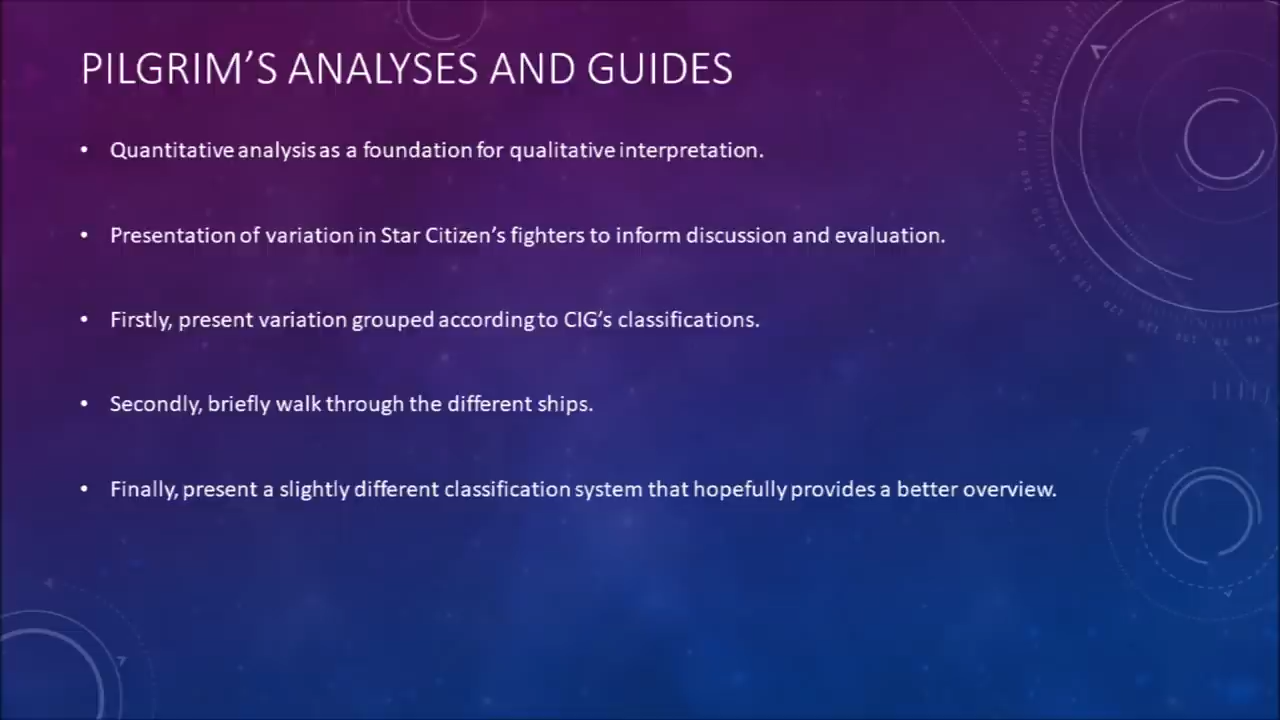 PILGRIM’S ANALYSES AND GUIDES
• Quantitative analysis as a foundation for qualitative interpretation.
• Presentation of variation in Star Citizen’s fighters to inform discussion and evaluation.
• Firstly, present variation grouped according to CIG’s classifications.
• Secondly, briefly walk through the different ships.
• Finally, present a slightly different classification system that hopefully provides a better overview.